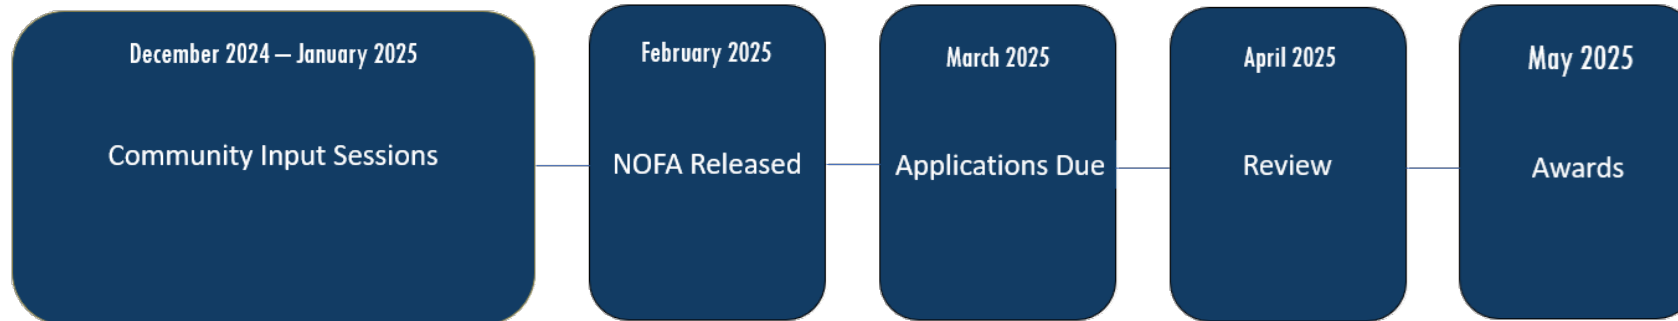 December 2024 – January 2025
Community Input Sessions
February 2025
NOFA Released
March 2025
Applications Due
April 2025
Review
May 2025
Awards